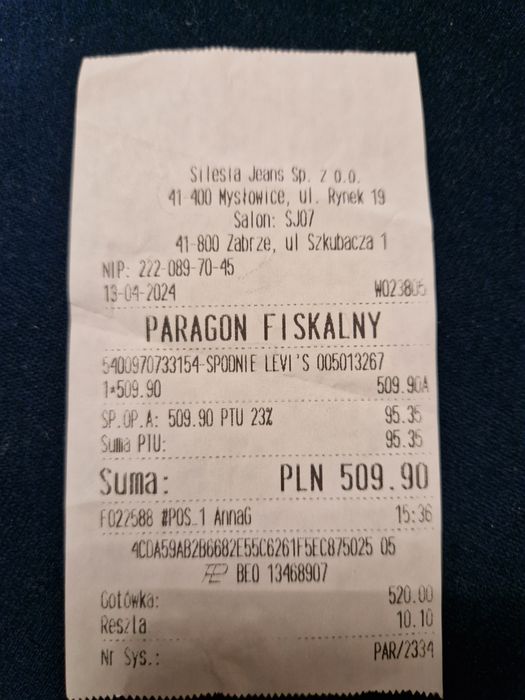 Silesia Jeans Sp. z o.o.
41-400 Mysłowice, ul. Rynek 19
Salon: SJ07
41-800 Zabrze, ul Szkubacza 1
NIP: 222-089-70-45
13-04-2024 W023805
PARAGON FISKALNY
5400970733154-SPODNIE LEVI'S 005013267
1*509.90 509.90A
SP.OP.A: 509.90 PTU 23% 95.35
Suma PTU: 95.35
Suma: PLN 509.90
F022588 #POS_1 AnnaG 15:36
4CDA59AB2B6682E55C6261F5EC875025 05
BEO 13468907
Gotówka: 520.00
Reszta 10.10
Nr Sys.: PAR/2334